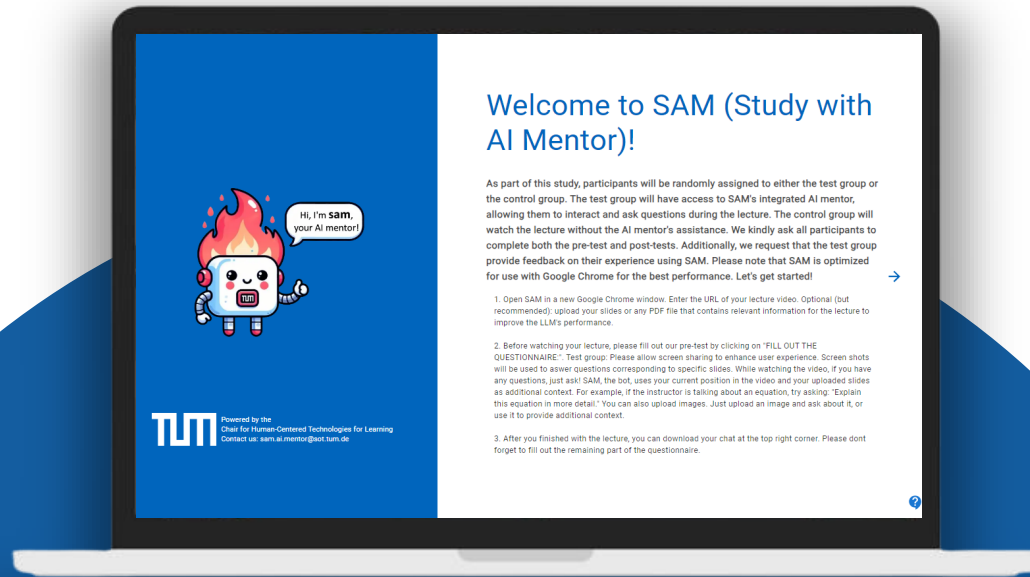 Hi, I'm sam,
your AI mentor!
TUM
TUM
Powered by the
Chair for Human-Centered Technologies for Learning
Contact us: sam.ai.mentor@sot.tum.de
Welcome to SAM (Study with
AI Mentor)!
As part of this study, participants will be randomly assigned to either the test group or
the control group. The test group will have access to SAM's integrated AI mentor,
allowing them to interact and ask questions during the lecture. The control group will
watch the lecture without the AI mentor's assistance. We kindly ask all participants to
complete both the pre-test and post-tests. Additionally, we request that the test group
provide feedback on their experience using SAM. Please note that SAM is optimized
for use with Google Chrome for the best performance. Let's get started!
1. Open SAM in a new Google Chrome window. Enter the URL of your lecture video. Optional (but
recommended): upload your slides or any PDF file that contains relevant information for the lecture to
improve the LLM's performance.
2. Before watching your lecture, please fill out our pre-test by clicking on "FILL OUT THE
QUESTIONNAIRE:". Test group: Please allow screen sharing to enhance user experience. Screen shots
will be used to aswer questions corresponding to specific slides. While watching the video, if you have
any questions, just ask! SAM, the bot, uses your current position in the video and your uploaded slides
as additional context. For example, if the instructor is talking about an equation, try asking: "Explain
this equation in more detail." You can also upload images. Just upload an image and ask about it, or
use it to provide additional context.
3. After you finished with the lecture, you can download your chat at the top right corner. Please dont
forget to fill out the remaining part of the questionnaire.
?